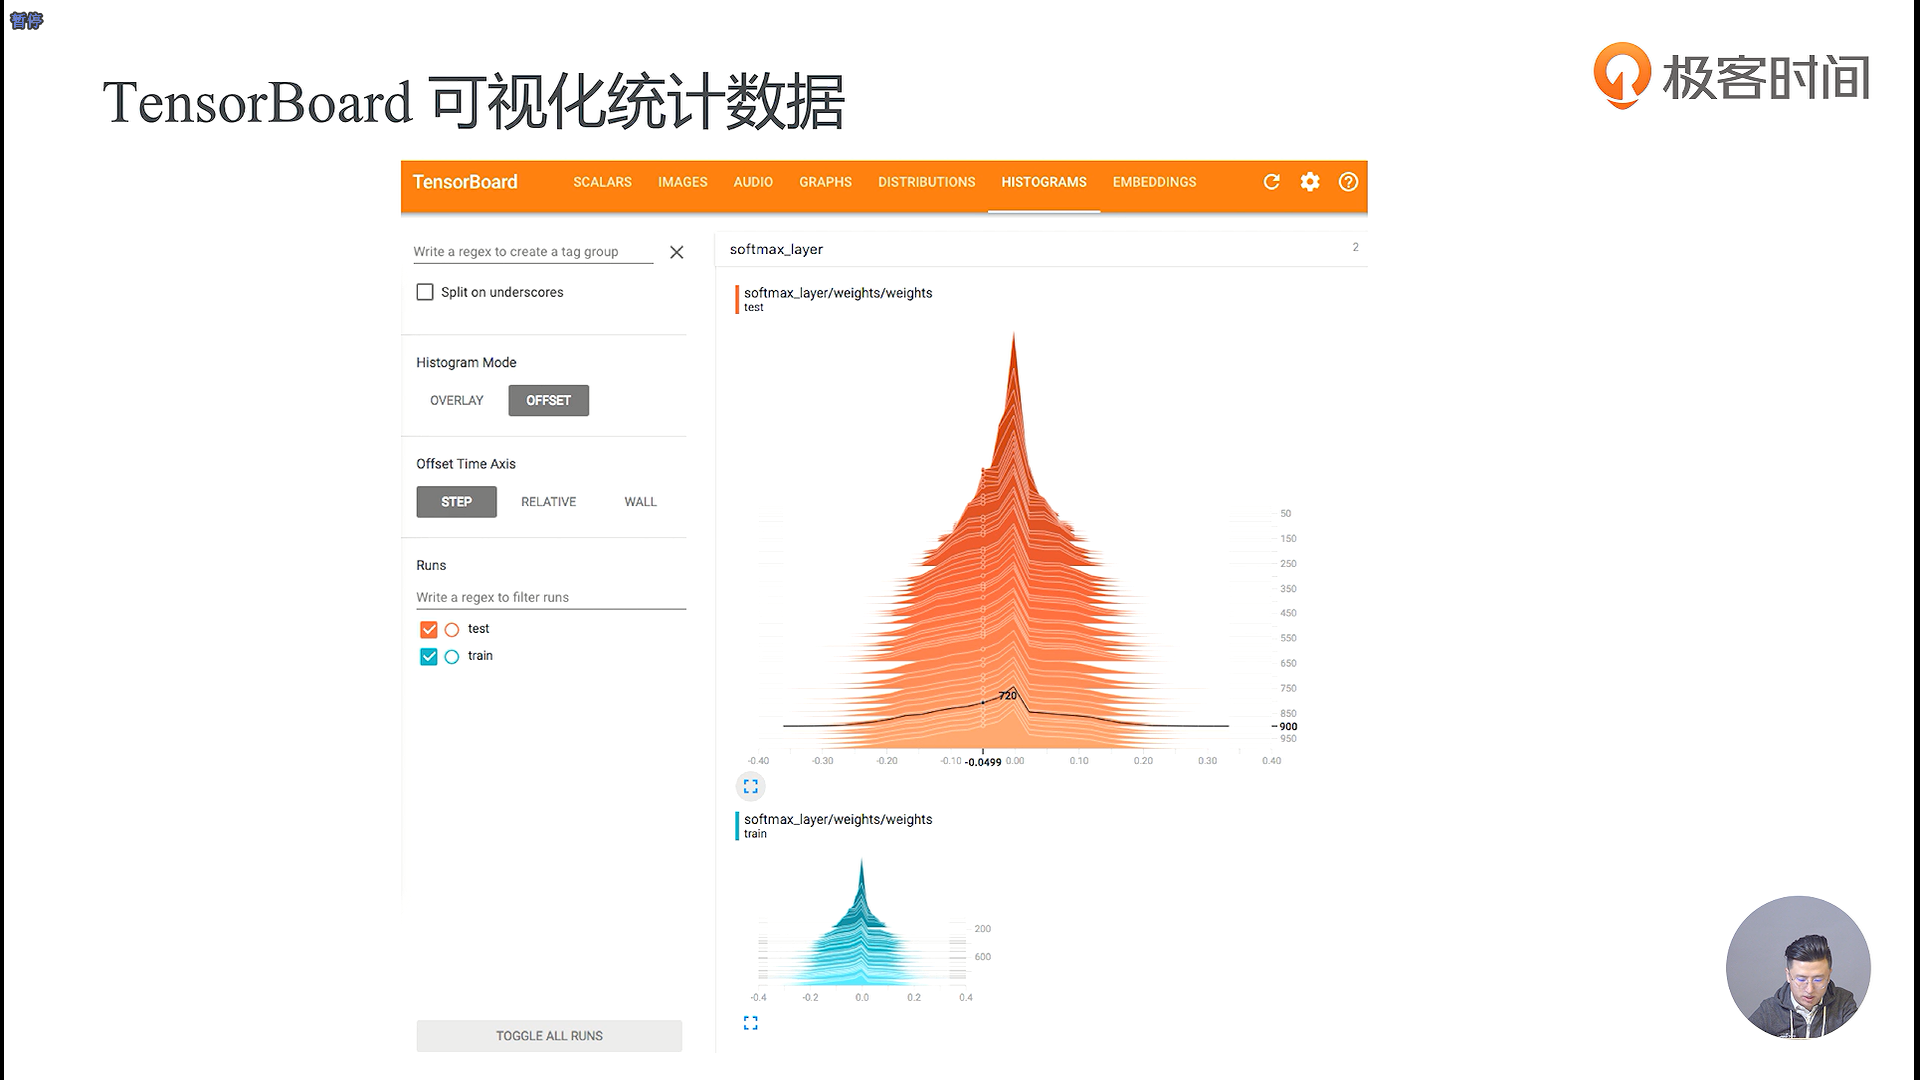 暂停
TensorBoard 可视化统计数据
极客时间
TensorBoard SCALARS IMAGES AUDIO GRAPHS DISTRIBUTIONS HISTOGRAMS EMBEDDINGS
Write a regex to create a tag group
Split on underscores
Histogram Mode
OVERLAY OFFSET
Offset Time Axis
STEP RELATIVE WALL
Runs
Write a regex to filter runs
test
train
TOGGLE ALL RUNS
softmax_layer 2
softmax_layer/weights/weights
test
50
150
250
350
450
550
650
750
720
850
900
950
-0.40 -0.30 -0.20 -0.10 -0.0499 0.00 0.10 0.20 0.30 0.40
softmax_layer/weights/weights
train
200
600
-0.4 -0.2 0.0 0.2 0.4